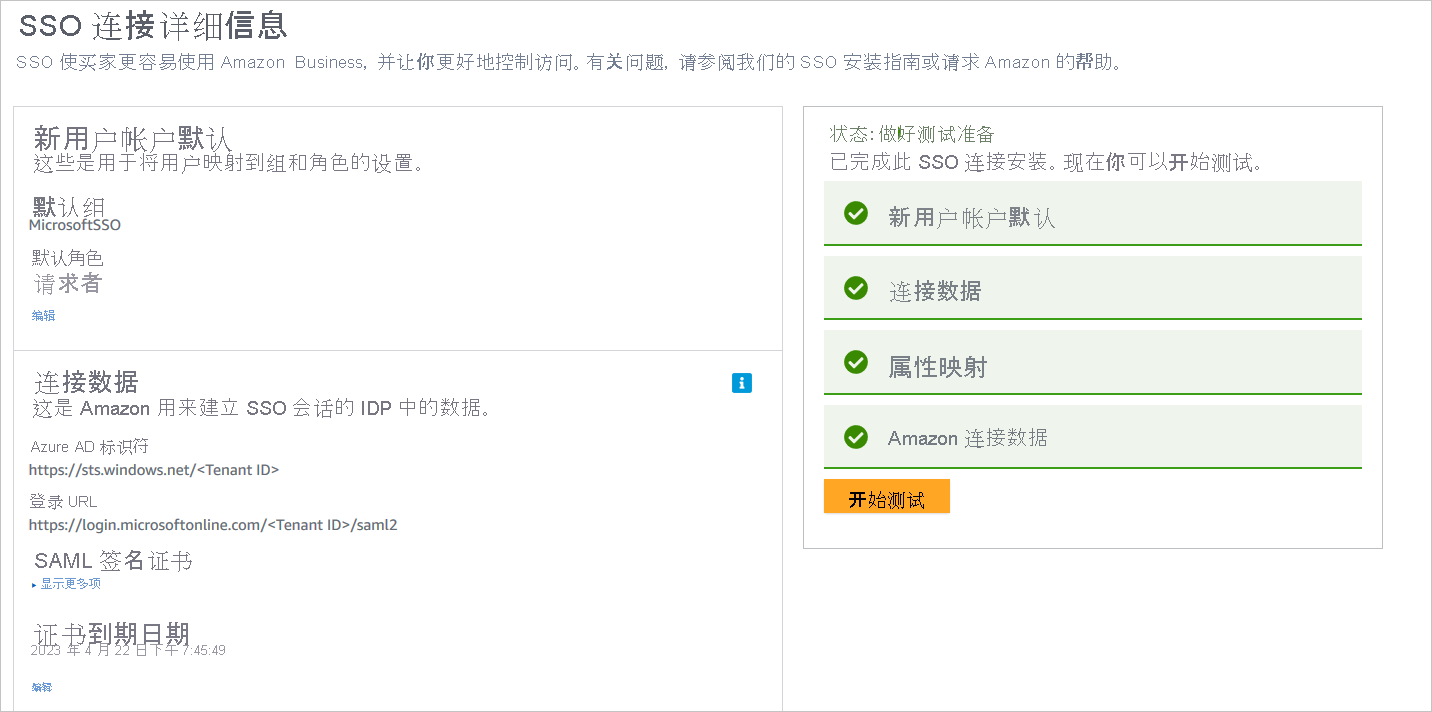 SSO 连接详细信息
SSO 使买家更容易使用 Amazon Business, 并让你更好地控制访问。有关问题, 请参阅我们的 SSO 安装指南或请求 Amazon 的帮助。
新用户帐户默认
这些是用于将用户映射到组和角色的设置。
默认组
MicrosoftSSO
默认角色
请求者
编辑
连接数据
这是 Amazon 用来建立 SSO 会话的 IDP 中的数据。
Azure AD 标识符
https://sts.windows.net/<Tenant ID>
登录 URL
https://login.microsoftonline.com/<Tenant ID>/saml2
SAML 签名证书
显示更多项
证书到期日期
2023 年 4 月 22 日下午 7:45:49
编辑
状态: 做好测试准备
已完成此 SSO 连接安装。现在你可以开始测试。
新用户帐户默认
连接数据
属性映射
Amazon 连接数据
开始测试